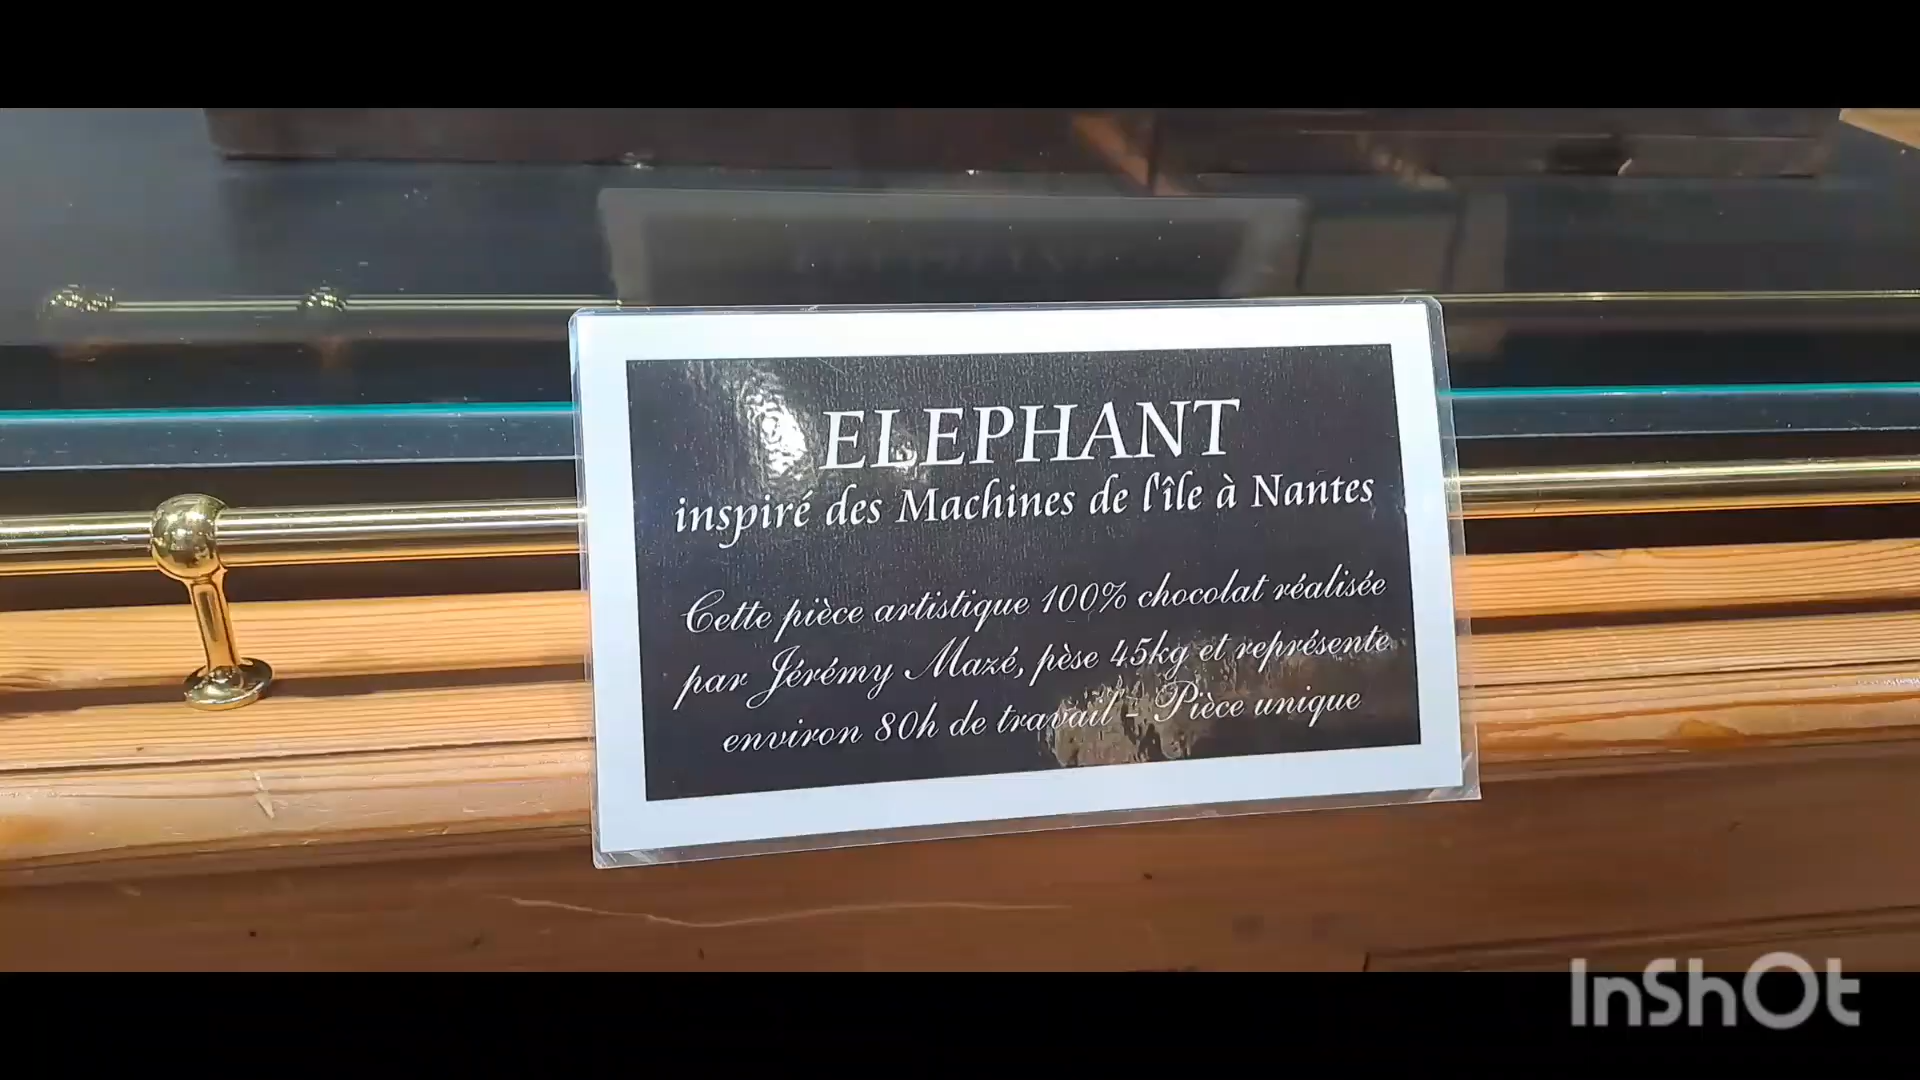 ELEPHANT
inspiré des Machines de l'île à Nantes
Cette pièce artistique 100% chocolat réalisée
par Jérémy Mazé, pèse 45kg et représente
environ 80h de travail - Pièce unique
InShOt